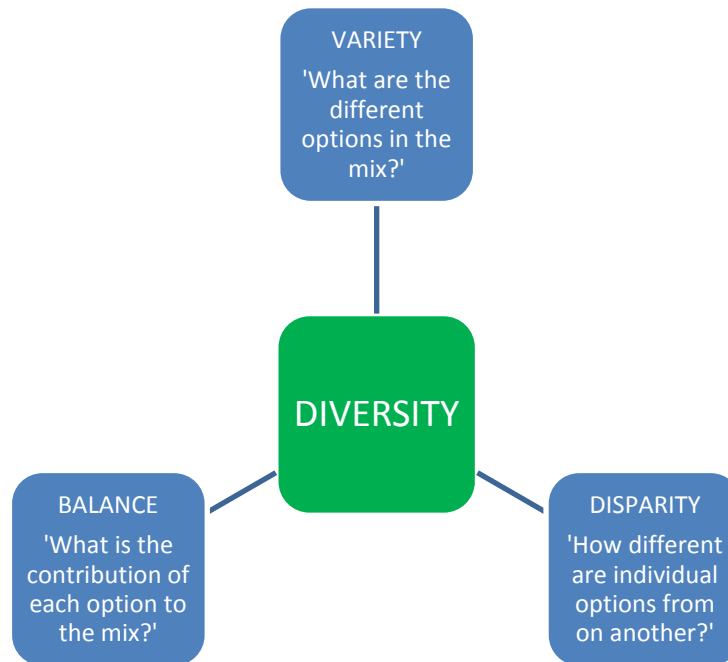 VARIETY
'What are the
different
options in the
mix?'
DIVERSITY
BALANCE
'What is the
contribution of
each option to
the mix?'
DISPARITY
'How different
are individual
options from
on another?'